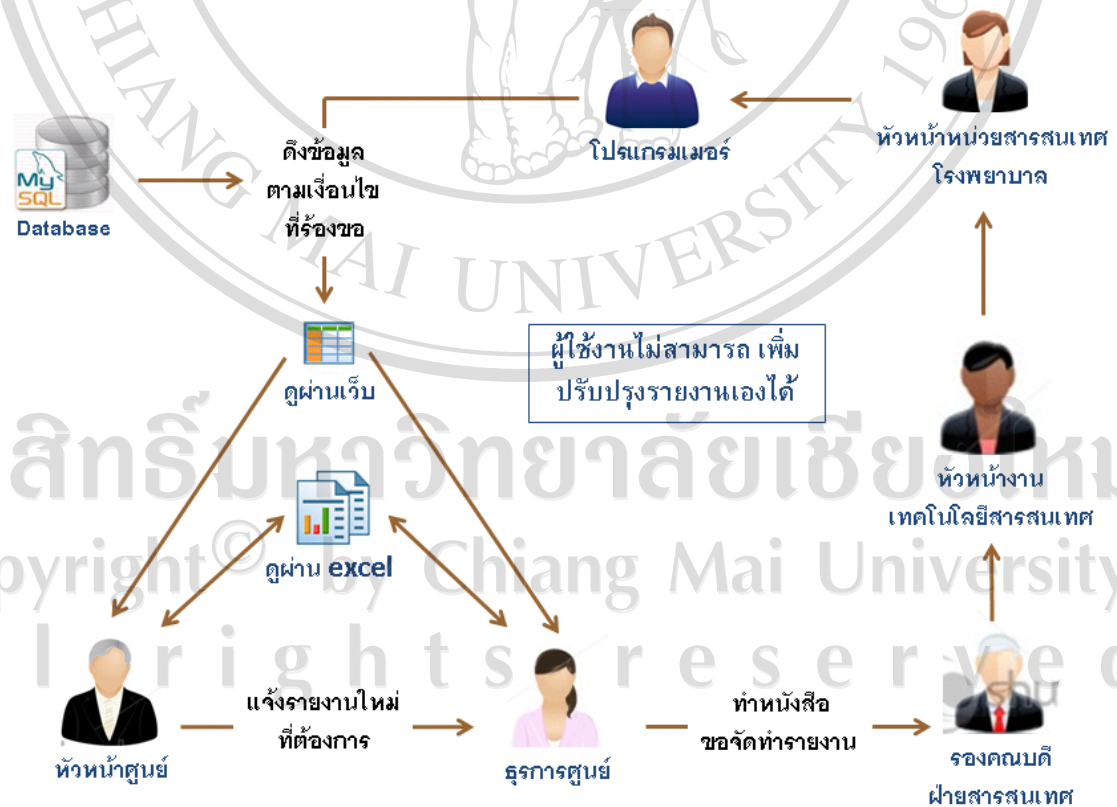 CHIANG MAI UNIVERSITY 196
โปรแกรมเมอร์
หัวหน้าหน่วยสารสนเทศ
โรงพยาบาล
MySQL
Database
ดึงข้อมูล
ตามเงื่อนไข
ที่ร้องขอ
ดูผ่านเว็บ
ผู้ใช้งานไม่สามารถ เพิ่ม
ปรับปรุงรายงานเองได้
สิทธิ์มหาวิทยาลัยเชียงใหม
หัวหน้างาน
เทคโนโลยีสารสนเทศ
ดูผ่าน excel
pyright© by Chiang Mai University
l rights reserve
แจ้งรายงานใหม่
ที่ต้องการ
ทำหนังสือ
ขอจัดทำรายงาน
หัวหน้าศูนย์
ธุรการศูนย์
รองคณบดี
ฝ่ายสารสนเทศ